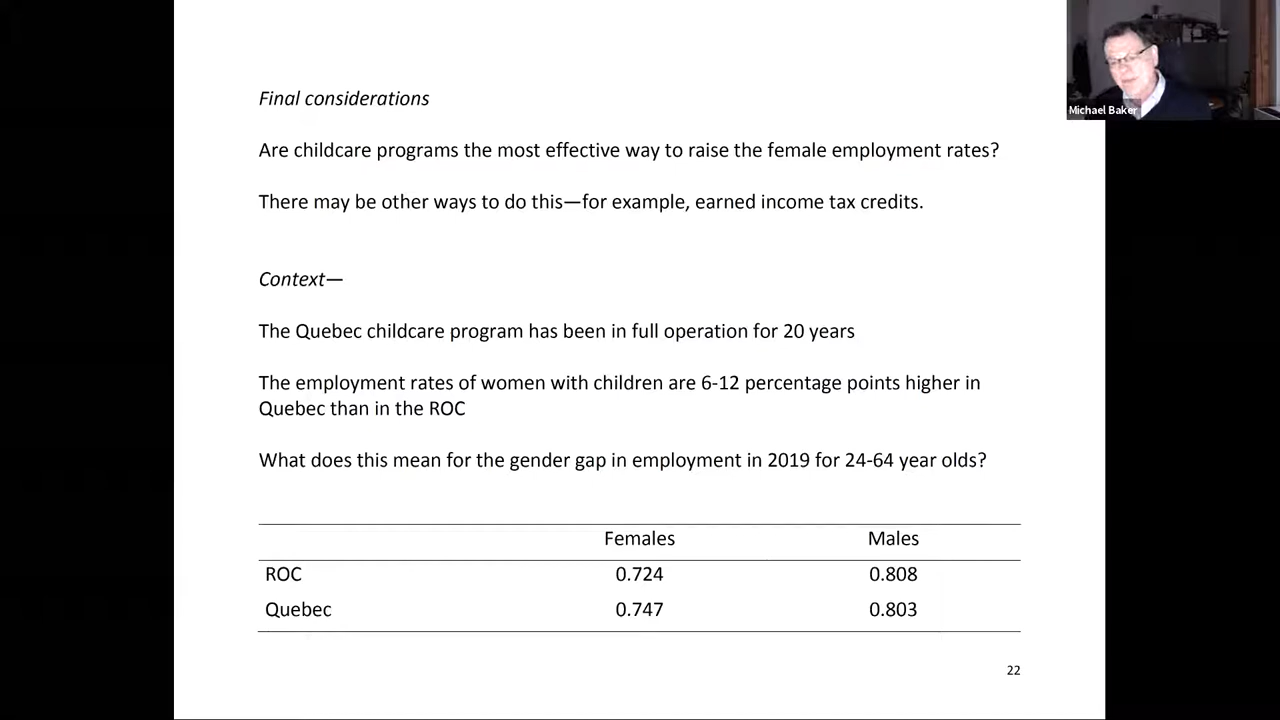 Michael Baker
Final considerations
Are childcare programs the most effective way to raise the female employment rates?
There may be other ways to do this—for example, earned income tax credits.
Context—
The Quebec childcare program has been in full operation for 20 years
The employment rates of women with children are 6-12 percentage points higher in
Quebec than in the ROC
What does this mean for the gender gap in employment in 2019 for 24-64 year olds?
Females Males
ROC 0.724 0.808
Quebec 0.747 0.803
22